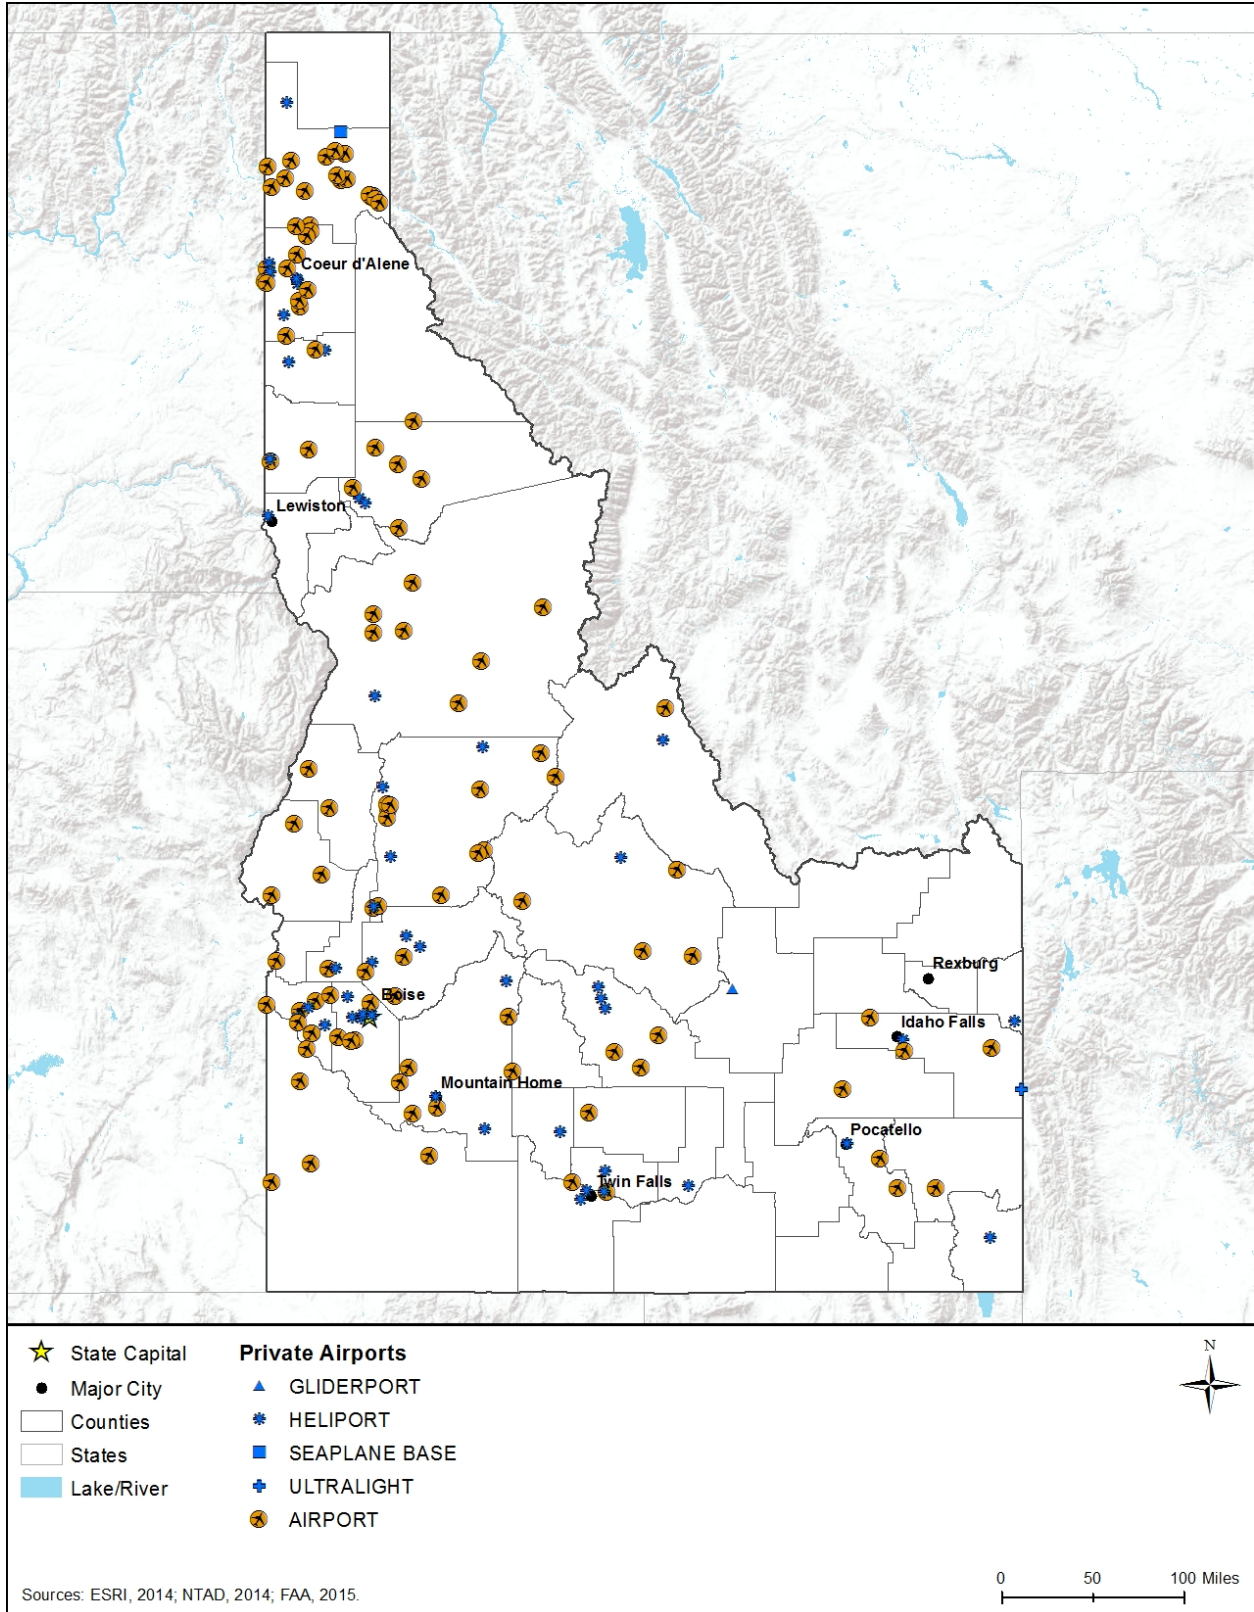 Coeur d'Alene
Lewiston
Rexburg
Boise
Idaho Falls
Mountain Home
Pocatello
Twin Falls
State Capital
Major City
Counties
States
Lake/River
Private Airports
GLIDERPORT
HELIPORT
SEAPLANE BASE
ULTRALIGHT
AIRPORT
N
0 50 100 Miles
Sources: ESRI, 2014; NTAD, 2014; FAA, 2015.